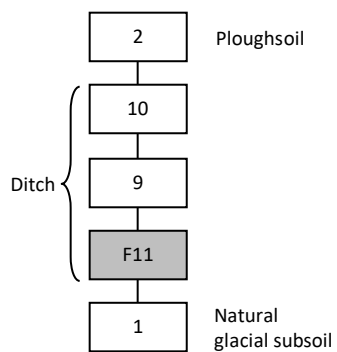 2 Ploughsoil
10
Ditch
9
F11
1
Natural
glacial subsoil